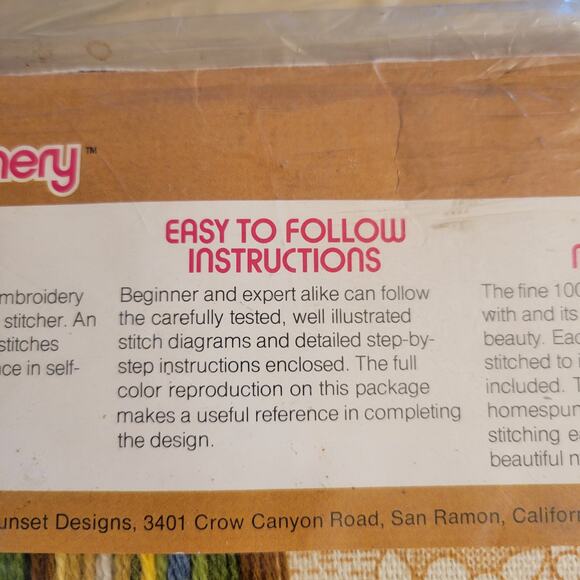 nery™
EASY TO FOLLOW
INSTRUCTIONS
mbroidery
stitcher. An
stitches
ce in self-
Beginner and expert alike can follow
the carefully tested, well illustrated
stitch diagrams and detailed step-by-
step instructions enclosed. The full
color reproduction on this package
makes a useful reference in completing
the design.
The fine 100
with and its
beauty. Eac
stitched to i
included. T
homespun
stitching ea
beautiful n
unset Designs, 3401 Crow Canyon Road, San Ramon, Californ